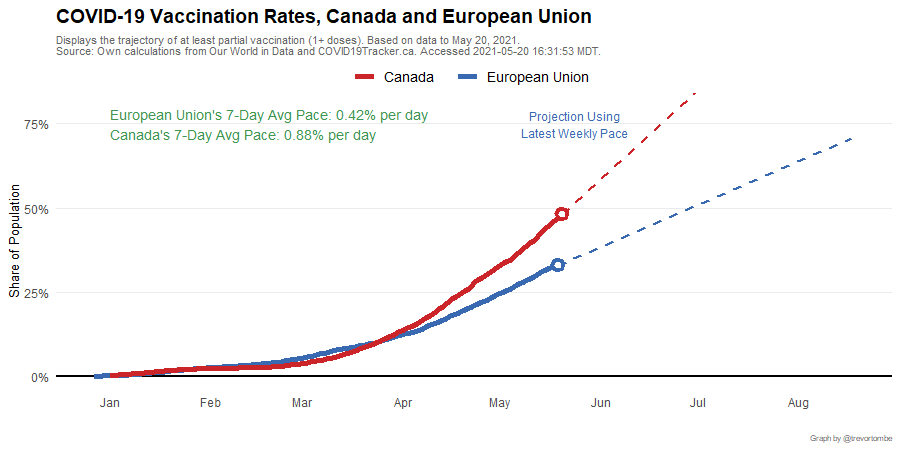 COVID-19 Vaccination Rates, Canada and European Union
Displays the trajectory of at least partial vaccination (1+ doses). Based on data to May 20, 2021.
Source: Own calculations from Our World in Data and COVID19Tracker.ca. Accessed 2021-05-20 16:31:53 MDT.
Canada European Union
European Union's 7-Day Avg Pace: 0.42% per day
Canada's 7-Day Avg Pace: 0.88% per day
Projection Using
Latest Weekly Pace
Share of Population
75%
50%
25%
0%
Jan Feb Mar Apr May Jun Jul Aug
Graph by @trevortombe